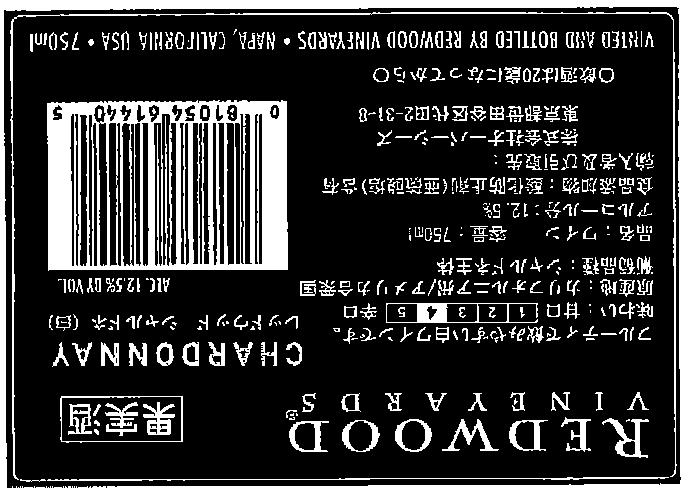 REDWOOD®
VINEYARDS
果実酒
CHARDONNAY
レッドウッド シャルドネ (白)
ALC. 12.5% BY VOL.
フルーティで飲みやすい白ワインです。
味わい：甘口 1 2 3 4 5 辛口
原産地：カリフォルニア州/アメリカ合衆国
葡萄品種：シャルドネ主体
品名：ワイン 容量：750ml
アルコール分：12.5%
食品添加物：酸化防止剤(亜硫酸塩)含有
輸入者及び引取先：
株式会社オーバーシーズ
東京都世田谷区代田2-31-8
0 81054 61440 5
○飲酒は20歳になってから○
VINTED AND BOTTLED BY REDWOOD VINEYARDS • NAPA, CALIFORNIA USA • 750ml